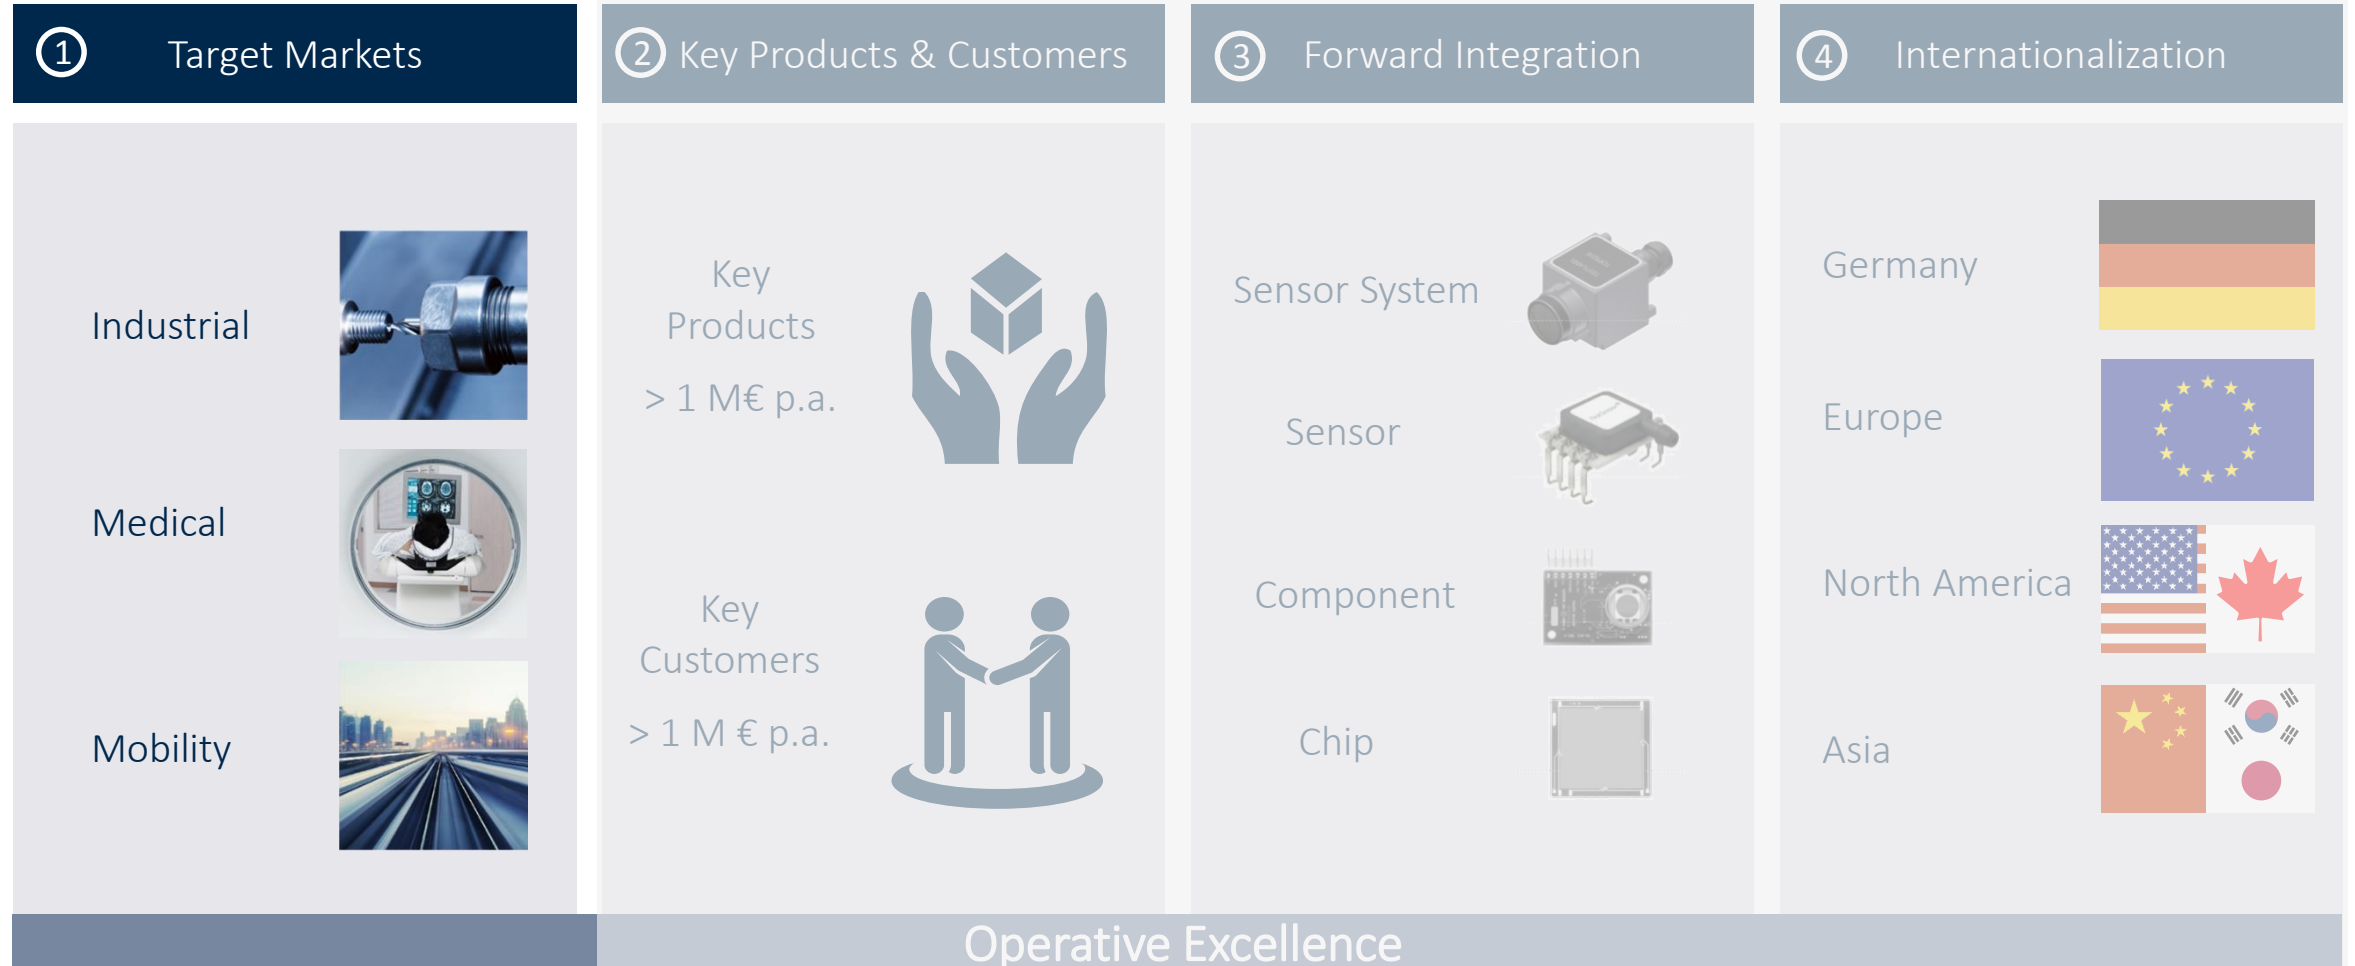 1 Target Markets
Industrial
Medical
Mobility
2 Key Products & Customers
Key
Products
> 1 M€ p.a.
Key
Customers
> 1 M € p.a.
3 Forward Integration
Sensor System
Sensor
Component
Chip
4 Internationalization
Germany
Europe
North America
Asia
Operative Excellence